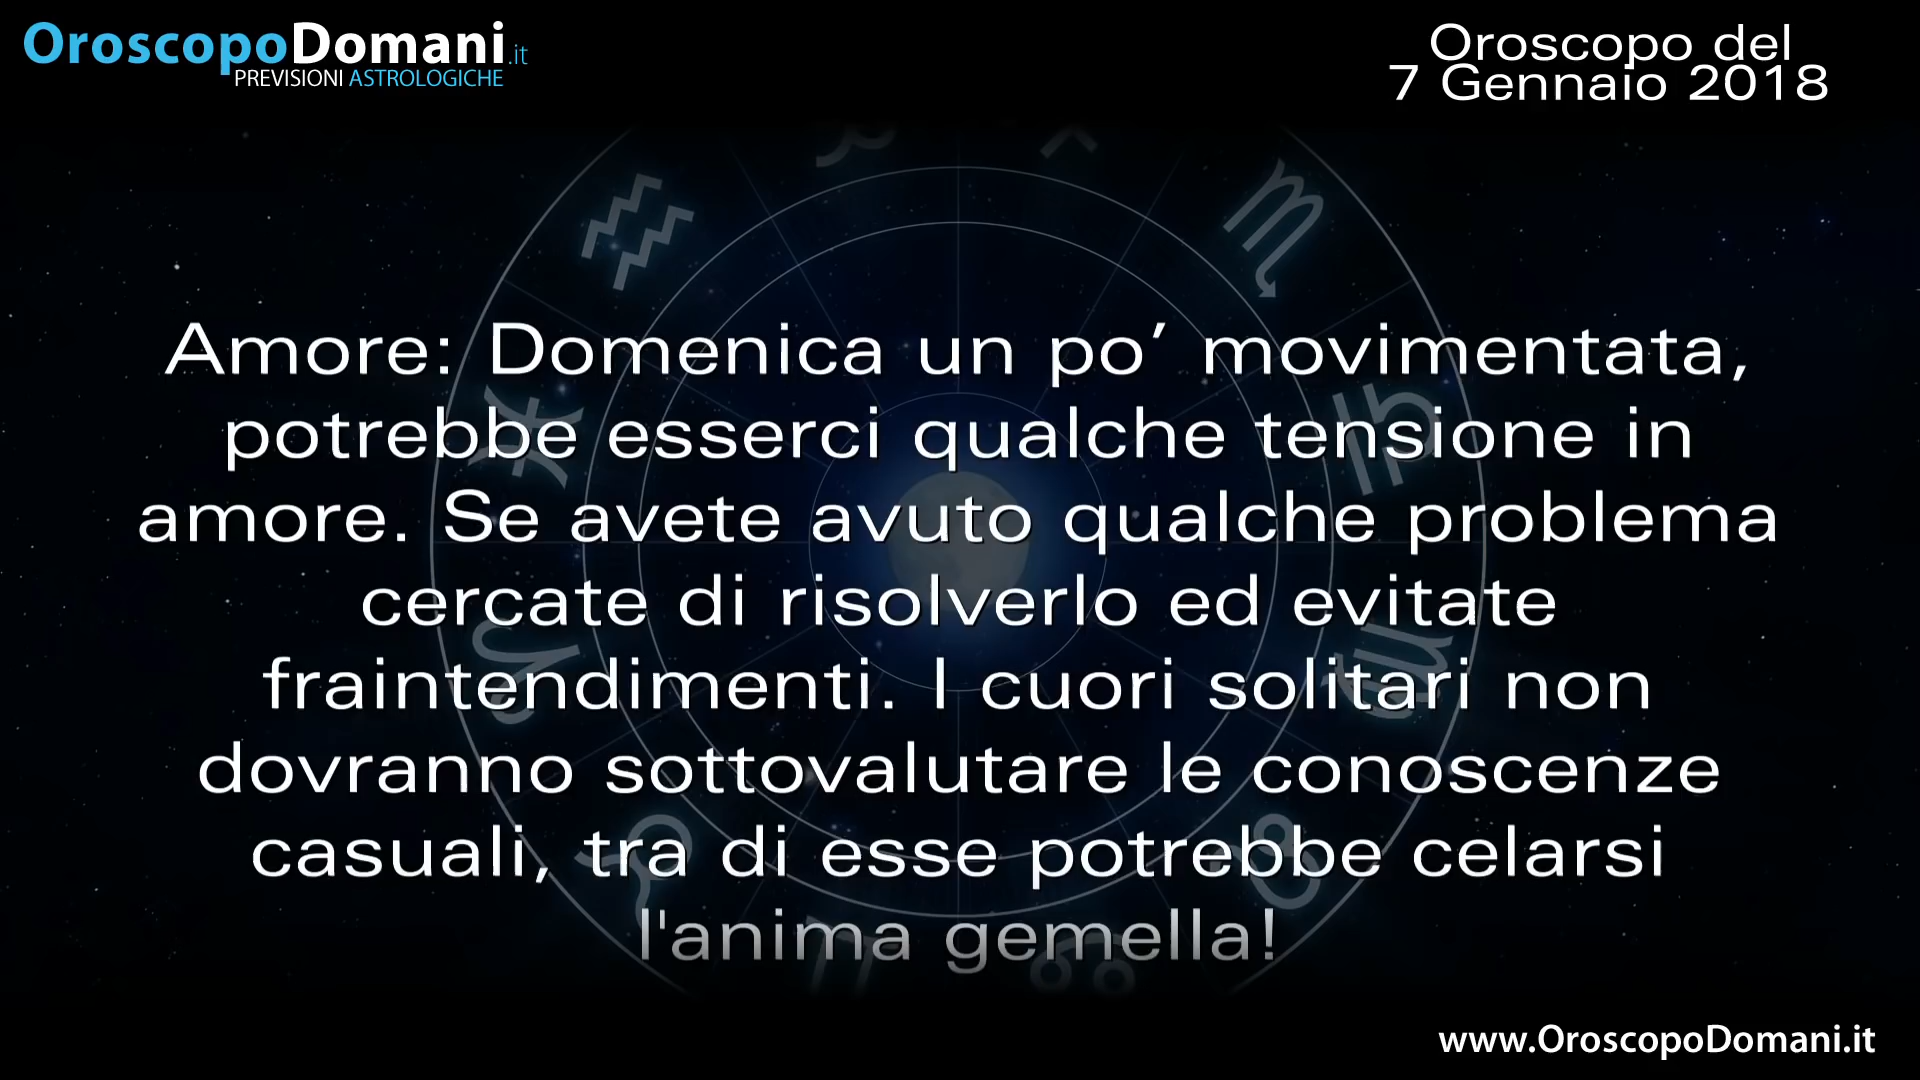 OroscopoDomani.it
PREVISIONI ASTROLOGICHE
Oroscopo del
7 Gennaio 2018
Amore: Domenica un po’ movimentata,
potrebbe esserci qualche tensione in
amore. Se avete avuto qualche problema
cercate di risolverlo ed evitate
fraintendimenti. I cuori solitari non
dovranno sottovalutare le conoscenze
casuali, tra di esse potrebbe celarsi
l'anima gemella!
www.OroscopoDomani.it